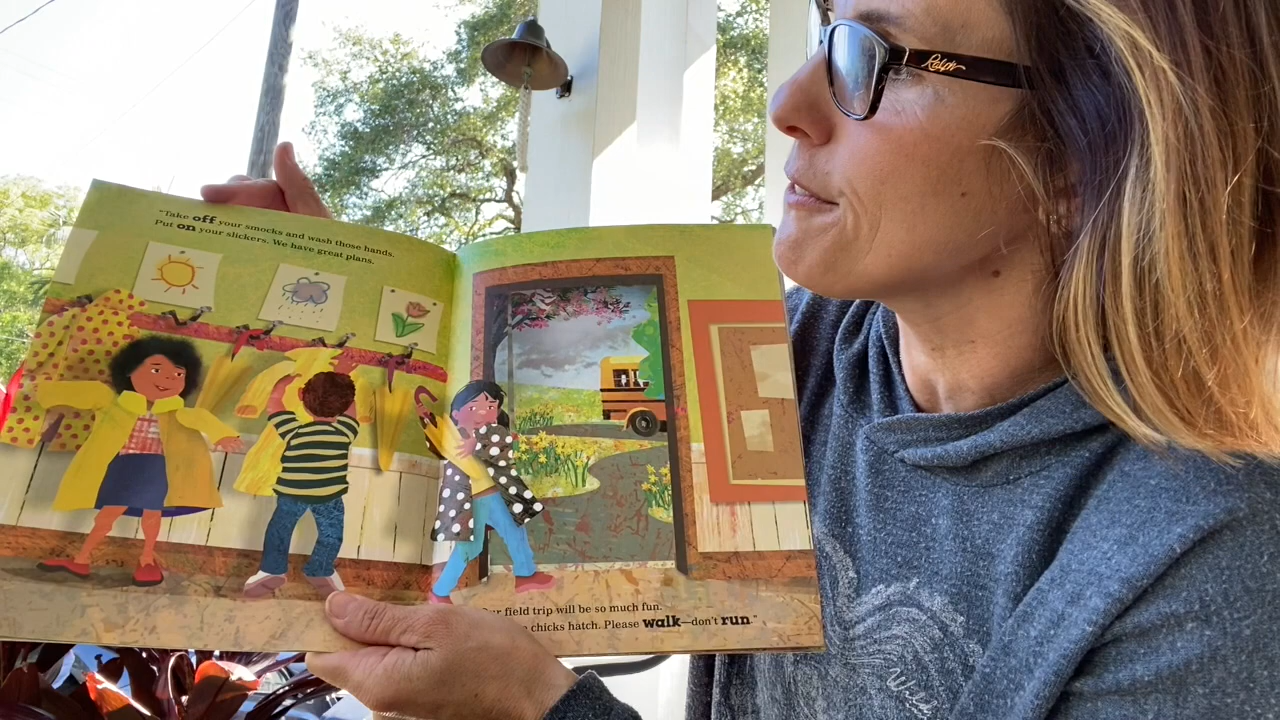 "Take off your smocks and wash those hands.
Put on your slickers. We have great plans.
field trip will be so much fun.
chicks hatch. Please walk—don't run."
Ralph